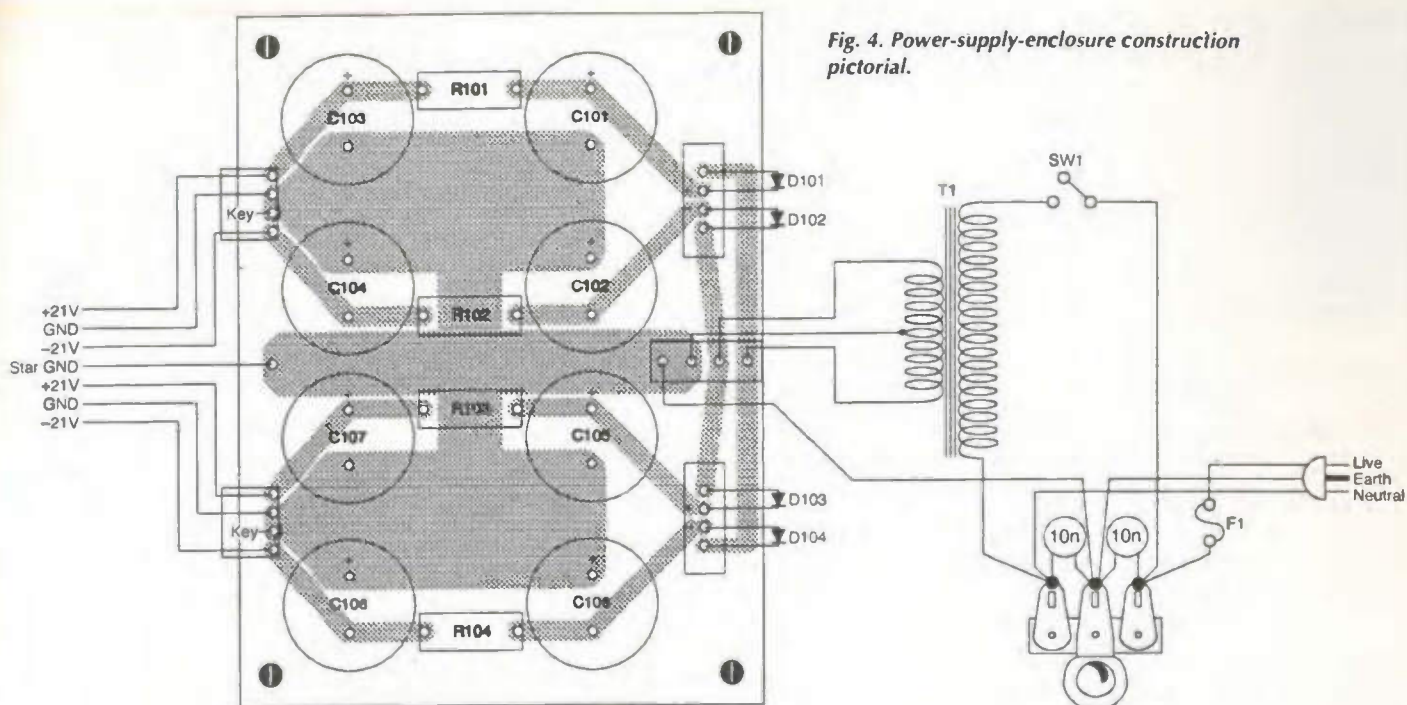 Fig. 4. Power-supply-enclosure construction
pictorial.
+
R101
+
C103
C101
SW1
T1
D101
Key
D102
+
+
C104
C102
+21V
GND
R102
−21V
Star GND
+21V
GND
R103
−21V
+
+
C107
C105
Live
Earth
Neutral
D103
Key
D104
10n
10n
F1
+
+
C106
R104